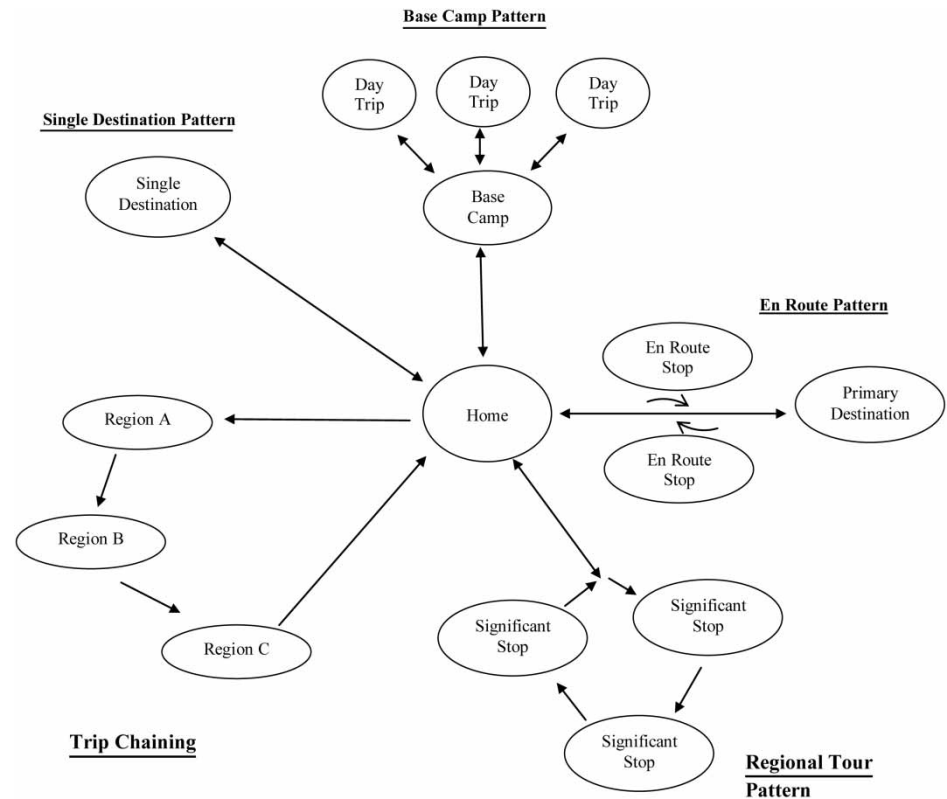 Base Camp Pattern
Day
Trip
Day
Trip
Day
Trip
Single Destination Pattern
Single
Destination
Base
Camp
En Route Pattern
En Route
Stop
Primary
Destination
Home
En Route
Stop
Region A
Region B
Region C
Significant
Stop
Significant
Stop
Significant
Stop
Trip Chaining
Regional Tour
Pattern